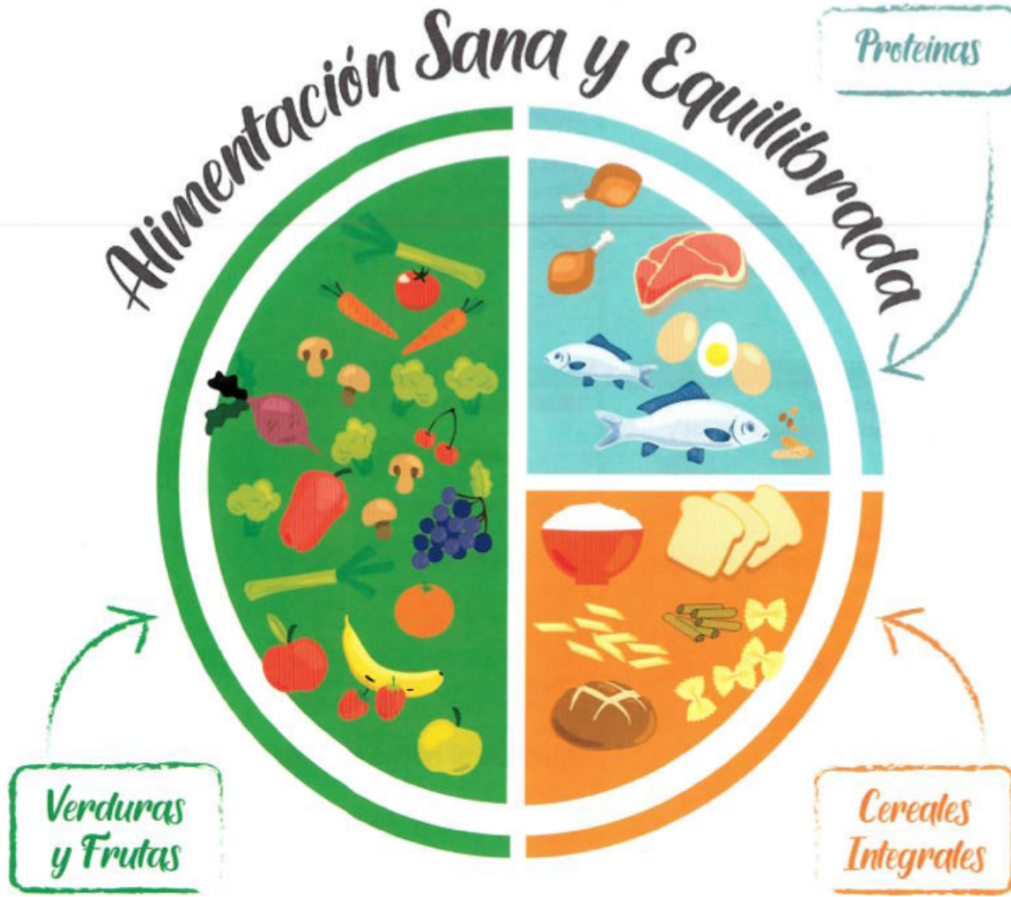 Alimentación Sana y Equilibrada
Proteinas
Verduras
y Frutas
Cereales
Integrales